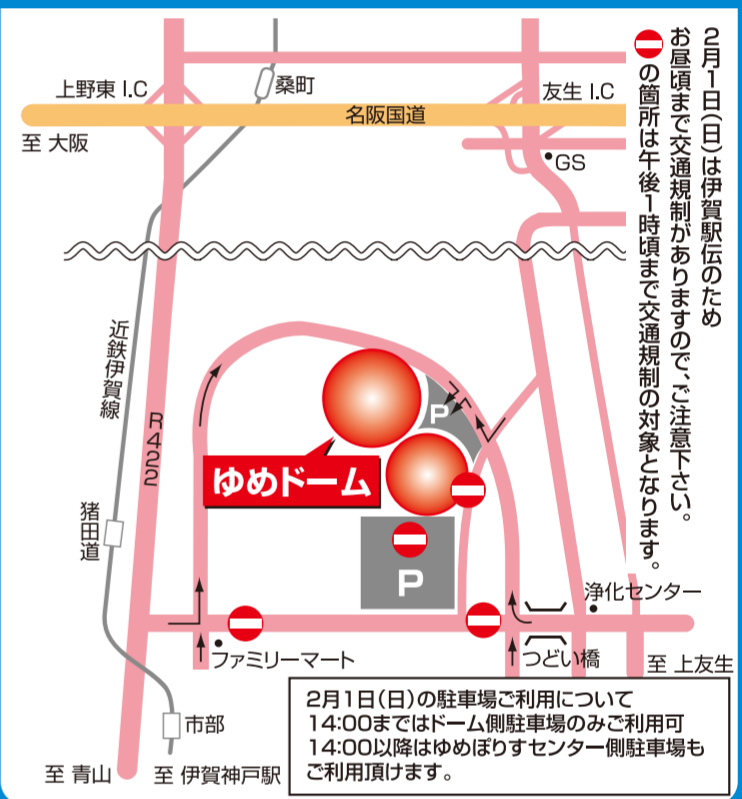 2月1日(日)は伊賀駅伝のため
お昼頃まで交通規制がありますので、ご注意下さい。
の箇所は午後1時頃まで交通規制の対象となります。
上野東 I.C
桑町
友生 I.C
名阪国道
至 大阪
GS
近鉄伊賀線
R422
P
ゆめドーム
猪田道
P
浄化センター
ファミリーマート
つどい橋
至 上友生
市部
至 青山
至 伊賀神戸駅
2月1日(日)の駐車場ご利用について
14:00まではドーム側駐車場のみご利用可
14:00以降はゆめぽりすセンター側駐車場も
ご利用頂けます。